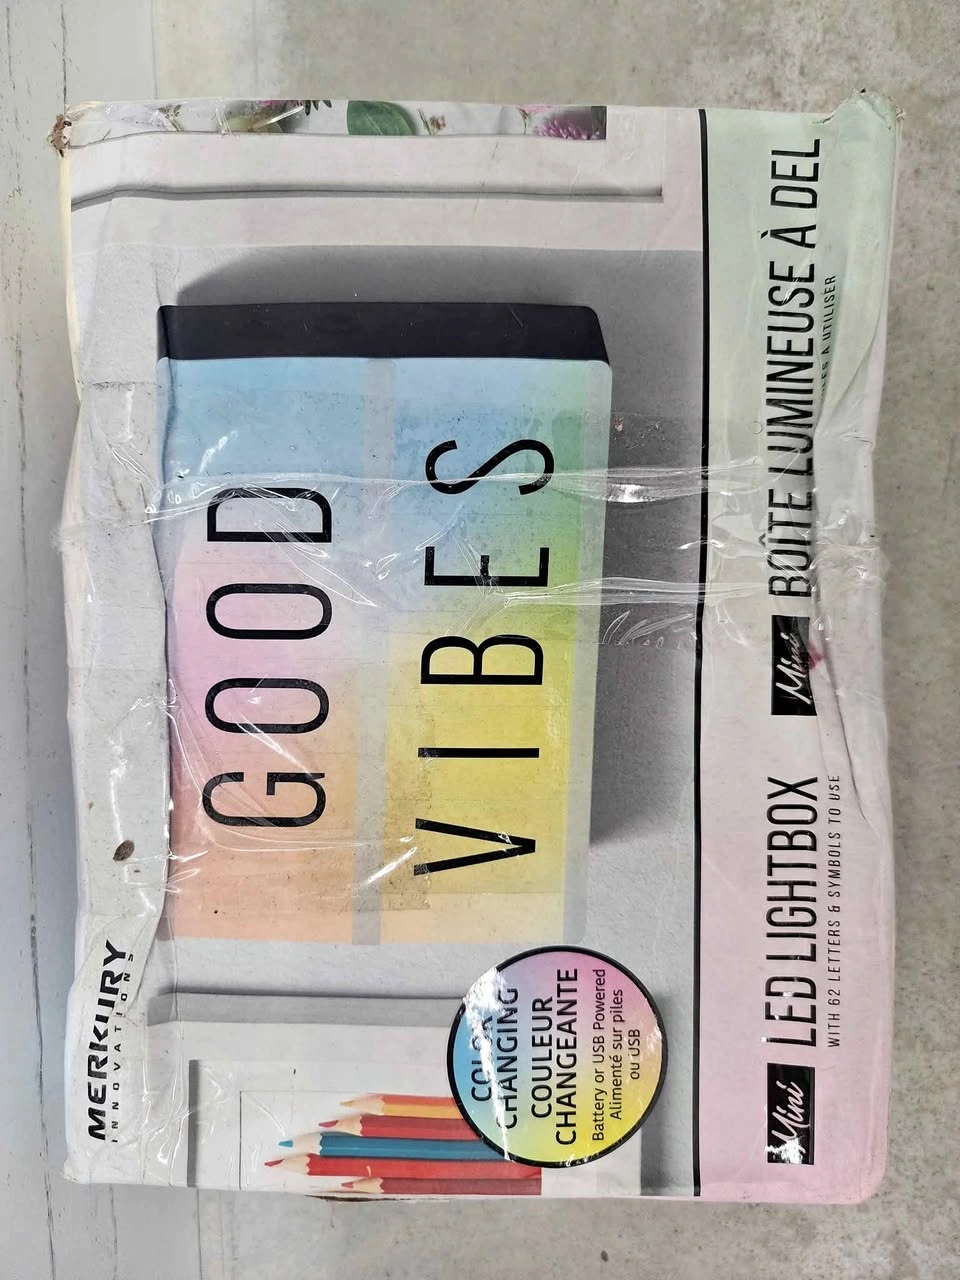 MERKURY
INNOVATIONS
GOOD
VIBES
COLOR
CHANGING
COULEUR
CHANGEANTE
Battery or USB Powered
Alimenté sur piles
ou USB
Mini LED LIGHTBOX
WITH 62 LETTERS & SYMBOLS TO USE
Mini BOÎTE LUMINEUSE À DEL
À UTILISER